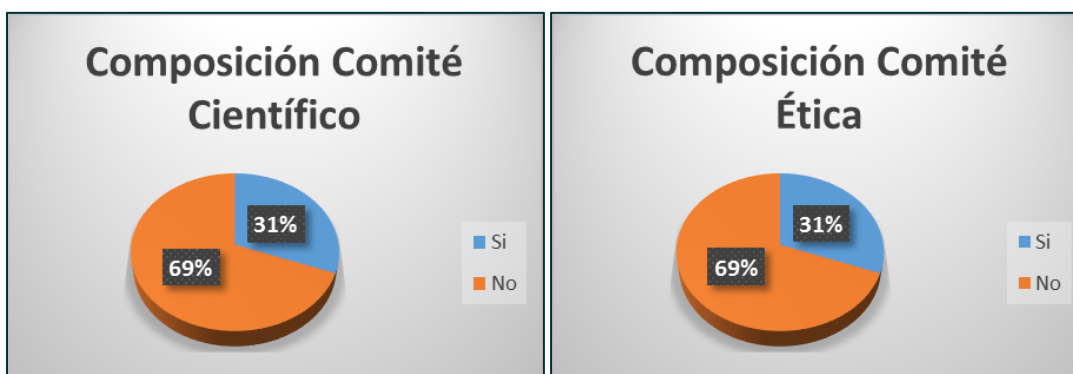 Composición Comité
Científico
31%
69%
Si
No
Composición Comité
Ética
31%
69%
Si
No